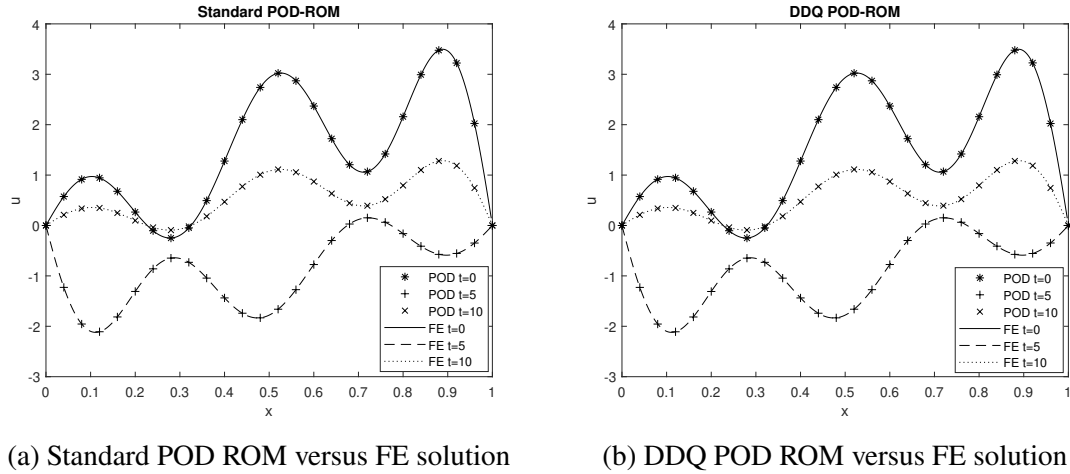 Standard POD-ROM
4
3
2
1
0
-1
-2
-3
u
0 0.1 0.2 0.3 0.4 0.5 0.6 0.7 0.8 0.9 1
x
POD t=0
POD t=5
POD t=10
FE t=0
FE t=5
FE t=10
(a) Standard POD ROM versus FE solution
DDQ POD-ROM
4
3
2
1
0
-1
-2
-3
u
0 0.1 0.2 0.3 0.4 0.5 0.6 0.7 0.8 0.9 1
x
POD t=0
POD t=5
POD t=10
FE t=0
FE t=5
FE t=10
(b) DDQ POD ROM versus FE solution